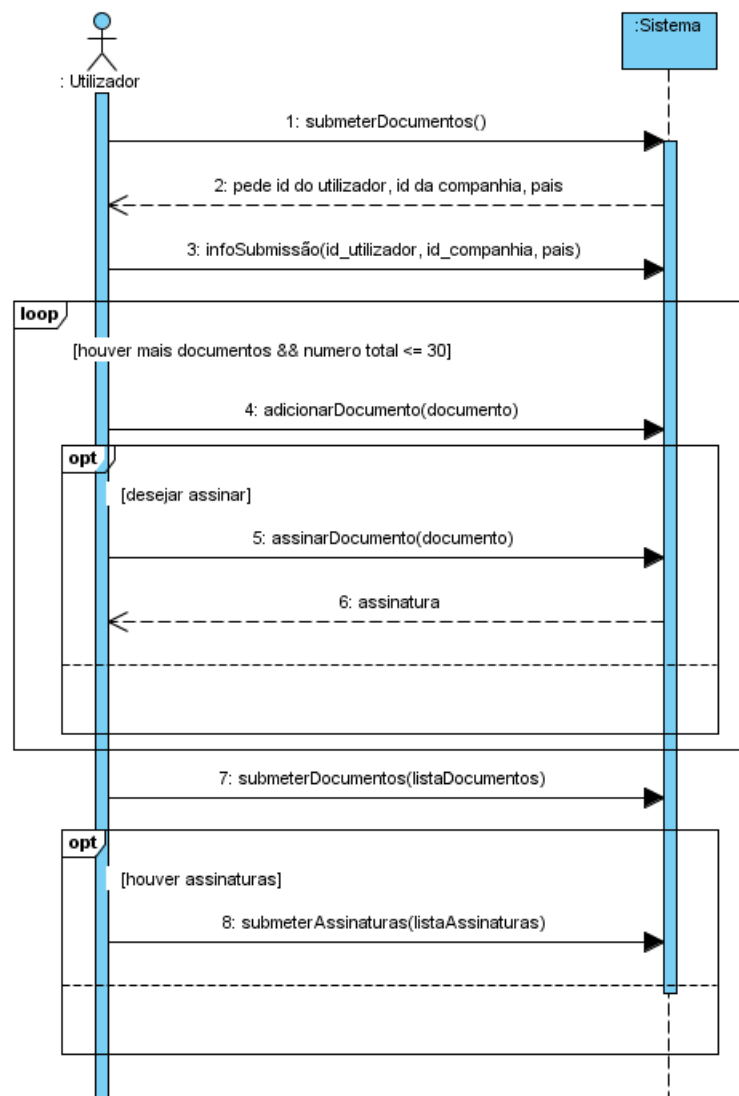 :Sistema
: Utilizador
1: submeterDocumentos()
2: pede id do utilizador, id da companhia, pais
3: infoSubmissão(id_utilizador, id_companhia, pais)
loop
[houver mais documentos && numero total <= 30]
4: adicionarDocumento(documento)
opt
[desejar assinar]
5: assinarDocumento(documento)
6: assinatura
7: submeterDocumentos(listaDocumentos)
opt
[houver assinaturas]
8: submeterAssinaturas(listaAssinaturas)